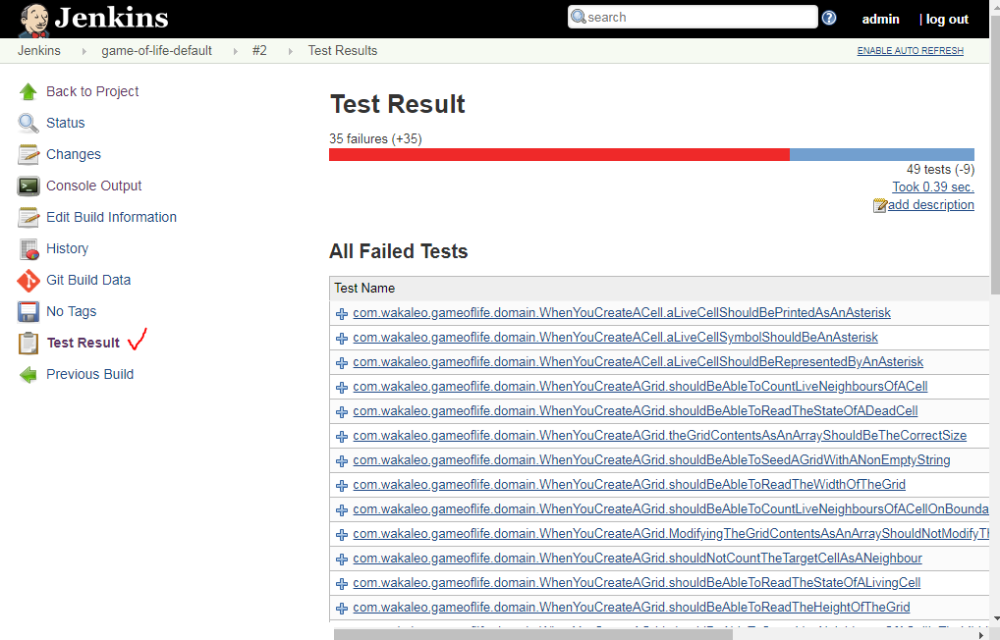 Jenkins
search
admin
| log out
Jenkins
game-of-life-default
#2
Test Results
ENABLE AUTO REFRESH
Back to Project
Status
Changes
Console Output
Edit Build Information
History
Git Build Data
No Tags
Test Result
Previous Build
Test Result
35 failures (+35)
49 tests (-9)
Took 0.39 sec.
add description
All Failed Tests
Test Name
com.wakaleo.gameoflife.domain.WhenYouCreateACell.aLiveCellShouldBePrintedAsAnAsterisk
com.wakaleo.gameoflife.domain.WhenYouCreateACell.aLiveCellSymbolShouldBeAnAsterisk
com.wakaleo.gameoflife.domain.WhenYouCreateACell.aLiveCellShouldBeRepresentedByAnAsterisk
com.wakaleo.gameoflife.domain.WhenYouCreateAGrid.shouldBeAbleToCountLiveNeighboursOfACell
com.wakaleo.gameoflife.domain.WhenYouCreateAGrid.shouldBeAbleToReadTheStateOfADeadCell
com.wakaleo.gameoflife.domain.WhenYouCreateAGrid.theGridContentsAsAnArrayShouldBeTheCorrectSize
com.wakaleo.gameoflife.domain.WhenYouCreateAGrid.shouldBeAbleToSeedAGridWithANonEmptyString
com.wakaleo.gameoflife.domain.WhenYouCreateAGrid.shouldBeAbleToReadTheWidthOfTheGrid
com.wakaleo.gameoflife.domain.WhenYouCreateAGrid.shouldBeAbleToCountLiveNeighboursOfACellOnBounda
com.wakaleo.gameoflife.domain.WhenYouCreateAGrid.ModifyingTheGridContentsAsAnArrayShouldNotModifyTh
com.wakaleo.gameoflife.domain.WhenYouCreateAGrid.shouldNotCountTheTargetCellAsANeighbour
com.wakaleo.gameoflife.domain.WhenYouCreateAGrid.shouldBeAbleToReadTheStateOfALivingCell
com.wakaleo.gameoflife.domain.WhenYouCreateAGrid.shouldBeAbleToReadTheHeightOfTheGrid